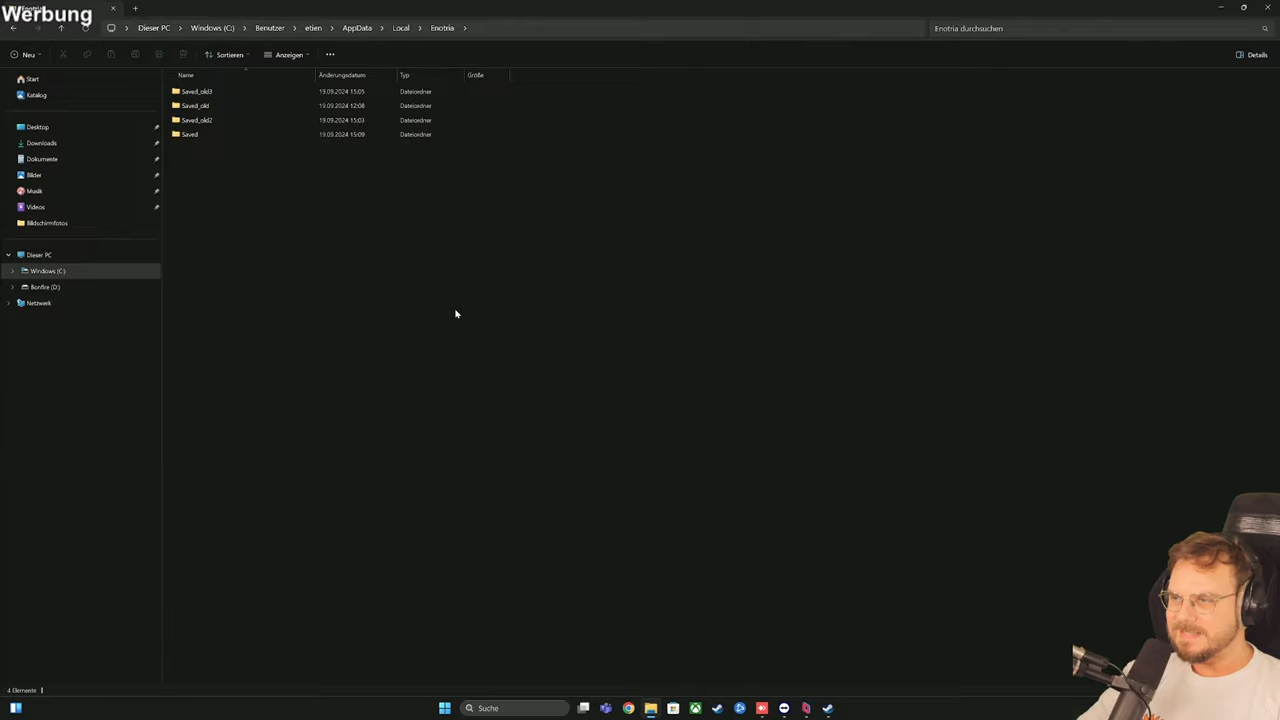 Werbung
Dieser PC > Windows (C:) > Benutzer > etien > AppData > Local > Enotria >
Enotria durchsuchen
Neu
Sortieren
Anzeigen
...
Details
Name
Änderungsdatum
Typ
Größe
Saved_old3 19.09.2024 15:05 Dateiordner
Saved_old 19.09.2024 12:08 Dateiordner
Saved_old2 19.09.2024 15:03 Dateiordner
Saved 19.09.2024 15:09 Dateiordner
Start
Katalog
Desktop
Downloads
Dokumente
Bilder
Musik
Videos
Bildschirmfotos
Dieser PC
Windows (C:)
Bonfire (D:)
Netzwerk
4 Elemente
Suche